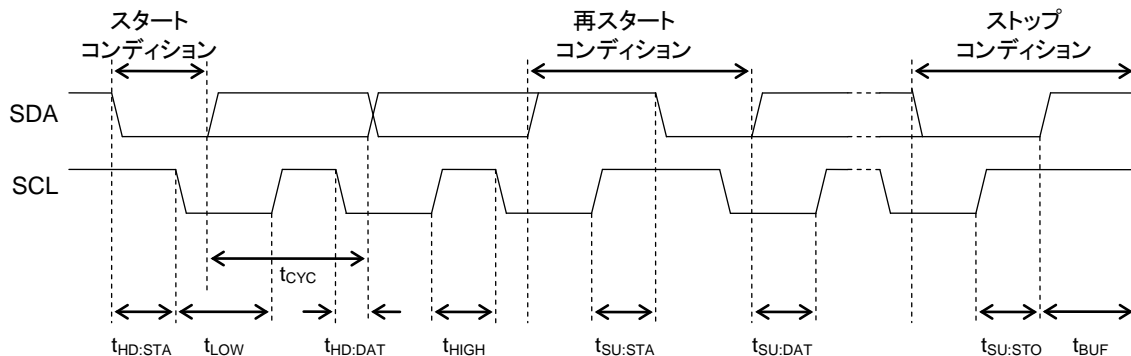 スタート
コンディション
再スタート
コンディション
ストップ
コンディション
SDA
SCL
tCYC
tHD:STA
tLOW
tHD:DAT
tHIGH
tSU:STA
tSU:DAT
tSU:STO
tBUF